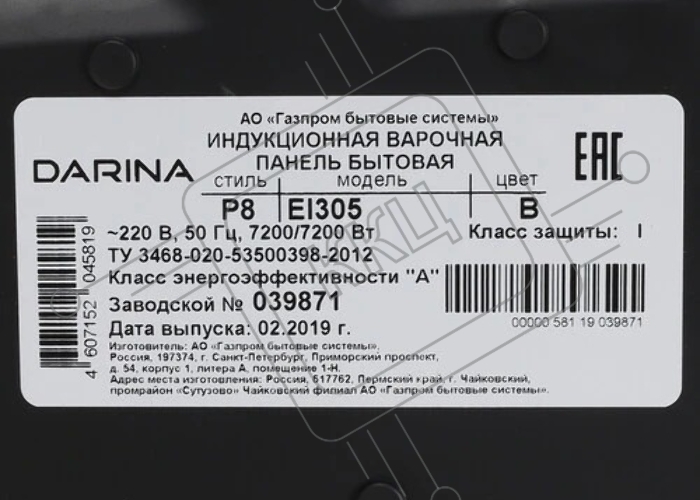 АО «Газпром бытовые системы»
ИНДУКЦИОННАЯ ВАРОЧНАЯ
ПАНЕЛЬ БЫТОВАЯ
DARINA
EAC
стиль модель цвет
P8 EI305 B
~220 В, 50 Гц, 7200/7200 Вт Класс защиты: I
ТУ 3468-020-53500398-2012
Класс энергоэффективности "А"
Заводской № 039871
Дата выпуска: 02.2019 г.
Изготовитель: АО «Газпром бытовые системы».
Россия, 197374, г. Санкт-Петербург, Приморский проспект,
д. 54, корпус 1, литера А, помещение 1-Н.
Адрес места изготовления: Россия, 617762, Пермский край, г. Чайковский,
промрайон «Сутузово» Чайковский филиал АО «Газпром бытовые системы».
4 607152 045819
00000 581 19 039871
ККЦ